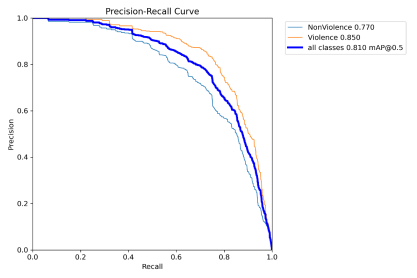 Precision-Recall Curve
NonViolence 0.770
Violence 0.850
all classes 0.810 mAP@0.5
1.0
0.8
0.6
0.4
0.2
0.0
Precision
0.0 0.2 0.4 0.6 0.8 1.0
Recall